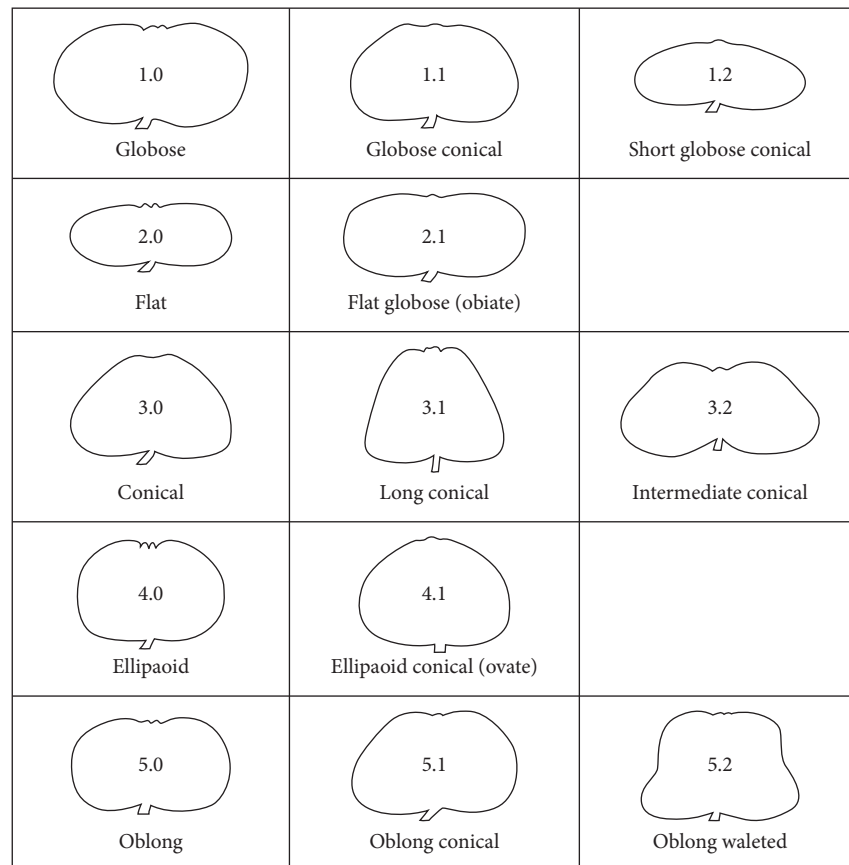 1.0
Globose
1.1
Globose conical
1.2
Short globose conical
2.0
Flat
2.1
Flat globose (obiate)
3.0
Conical
3.1
Long conical
3.2
Intermediate conical
4.0
Ellipaoid
4.1
Ellipaoid conical (ovate)
5.0
Oblong
5.1
Oblong conical
5.2
Oblong waleted